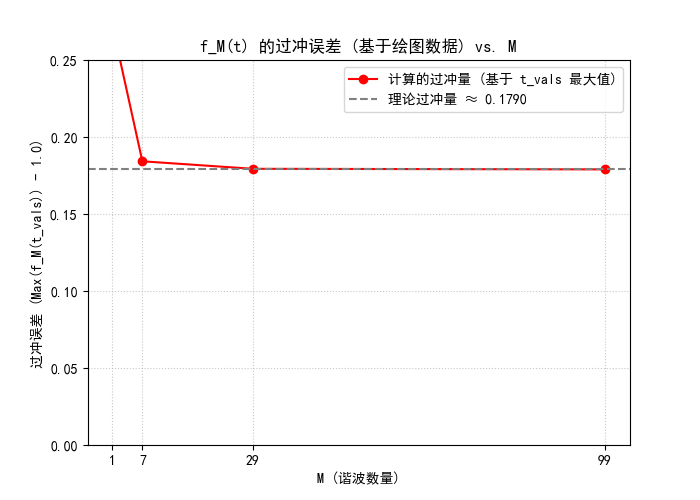 f_M(t) 的过冲误差 (基于绘图数据) vs. M
计算的过冲量 (基于 t_vals 最大值)
理论过冲量 ≈ 0.1790
过冲误差 (Max(f_M(t_vals)) - 1.0)
0.25
0.20
0.15
0.10
0.05
0.00
1 7 29 99
M (谐波数量)